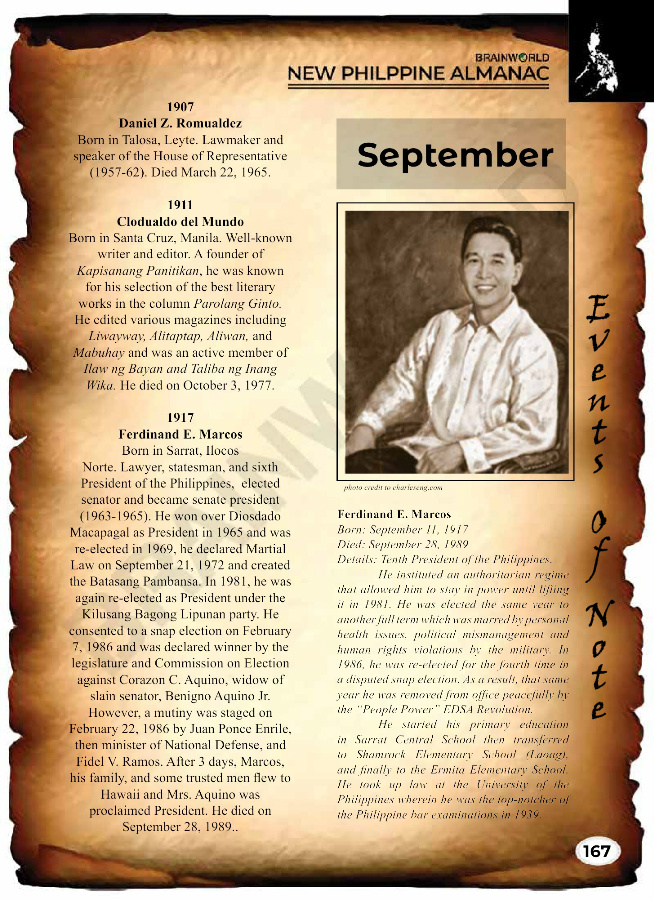 BRAINWORLD
NEW PHILPPINE ALMANAC
1907
Daniel Z. Romualdez
Born in Talosa, Leyte. Lawmaker and
speaker of the House of Representative
(1957-62). Died March 22, 1965.
1911
Clodualdo del Mundo
Born in Santa Cruz, Manila. Well-known
writer and editor. A founder of
Kapisanang Panitikan, he was known
for his selection of the best literary
works in the column Parolang Ginto.
He edited various magazines including
Liwayway, Alitaptap, Aliwan, and
Mabuhay and was an active member of
Ilaw ng Bayan and Taliba ng Inang
Wika. He died on October 3, 1977.
1917
Ferdinand E. Marcos
Born in Sarrat, Ilocos
Norte. Lawyer, statesman, and sixth
President of the Philippines, elected
senator and became senate president
(1963-1965). He won over Diosdado
Macapagal as President in 1965 and was
re-elected in 1969, he declared Martial
Law on September 21, 1972 and created
the Batasang Pambansa. In 1981, he was
again re-elected as President under the
Kilusang Bagong Lipunan party. He
consented to a snap election on February
7, 1986 and was declared winner by the
legislature and Commission on Election
against Corazon C. Aquino, widow of
slain senator, Benigno Aquino Jr.
However, a mutiny was staged on
February 22, 1986 by Juan Ponce Enrile,
then minister of National Defense, and
Fidel V. Ramos. After 3 days, Marcos,
his family, and some trusted men flew to
Hawaii and Mrs. Aquino was
proclaimed President. He died on
September 28, 1989..
September
photo credit to charleseng.com
Ferdinand E. Marcos
Born: September 11, 1917
Died: September 28, 1989
Details: Tenth President of the Philippines.
He instituted an authoritarian regime
that allowed him to stay in power until lifting
it in 1981. He was elected the same year to
another full term which was marred by personal
health issues, political mismanagement and
human rights violations by the military. In
1986, he was re-elected for the fourth time in
a disputed snap election. As a result, that same
year he was removed from office peacefully by
the "People Power" EDSA Revolution.
He started his primary education
in Sarrat Central School then transferred
to Shamrock Elementary School (Laoag),
and finally to the Ermita Elementary School.
He took up law at the University of the
Philippines wherein he was the top-notcher of
the Philippine bar examinations in 1939.
Events of Note
167